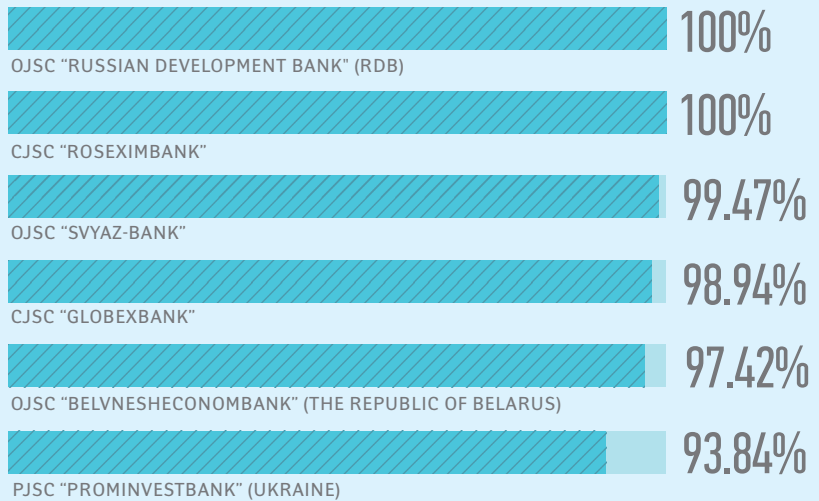 100%
OJSC “RUSSIAN DEVELOPMENT BANK" (RDB)
100%
CJSC “ROSEXIMBANK”
99.47%
OJSC “SVYAZ-BANK”
98.94%
CJSC “GLOBEXBANK”
97.42%
OJSC “BELVNESHECONOMBANK” (THE REPUBLIC OF BELARUS)
93.84%
PJSC “PROMINVESTBANK” (UKRAINE)